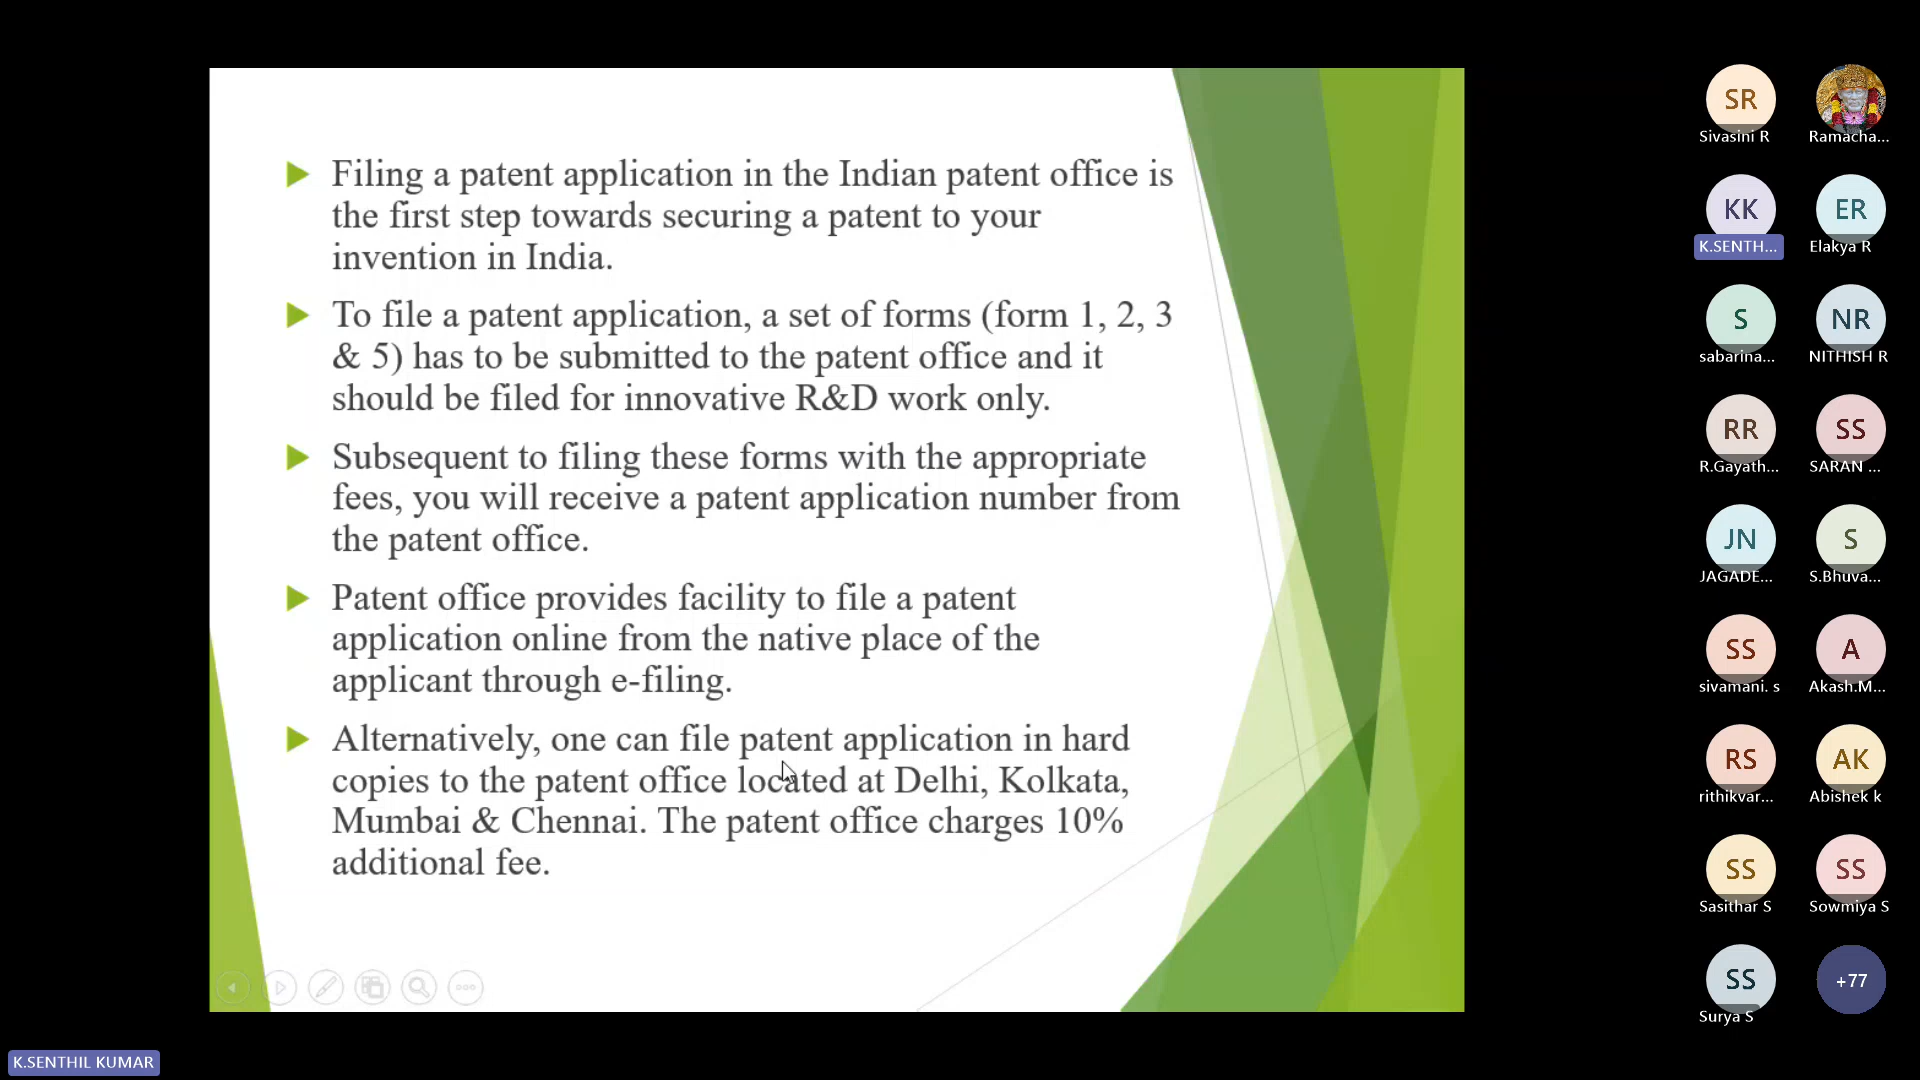 Filing a patent application in the Indian patent office is
the first step towards securing a patent to your
invention in India.
To file a patent application, a set of forms (form 1, 2, 3
& 5) has to be submitted to the patent office and it
should be filed for innovative R&D work only.
Subsequent to filing these forms with the appropriate
fees, you will receive a patent application number from
the patent office.
Patent office provides facility to file a patent
application online from the native place of the
applicant through e-filing.
Alternatively, one can file patent application in hard
copies to the patent office located at Delhi, Kolkata,
Mumbai & Chennai. The patent office charges 10%
additional fee.
SR
Sivasini R
Ramacha...
KK
K.SENTH...
ER
Elakya R
S
sabarina...
NR
NITHISH R
RR
R.Gayath...
SS
SARAN ...
JN
JAGADE...
S
S.Bhuva...
SS
sivamani. s
A
Akash.M...
RS
rithikvar...
AK
Abishek k
SS
Sasithar S
SS
Sowmiya S
SS
Surya S
+77
K.SENTHIL KUMAR